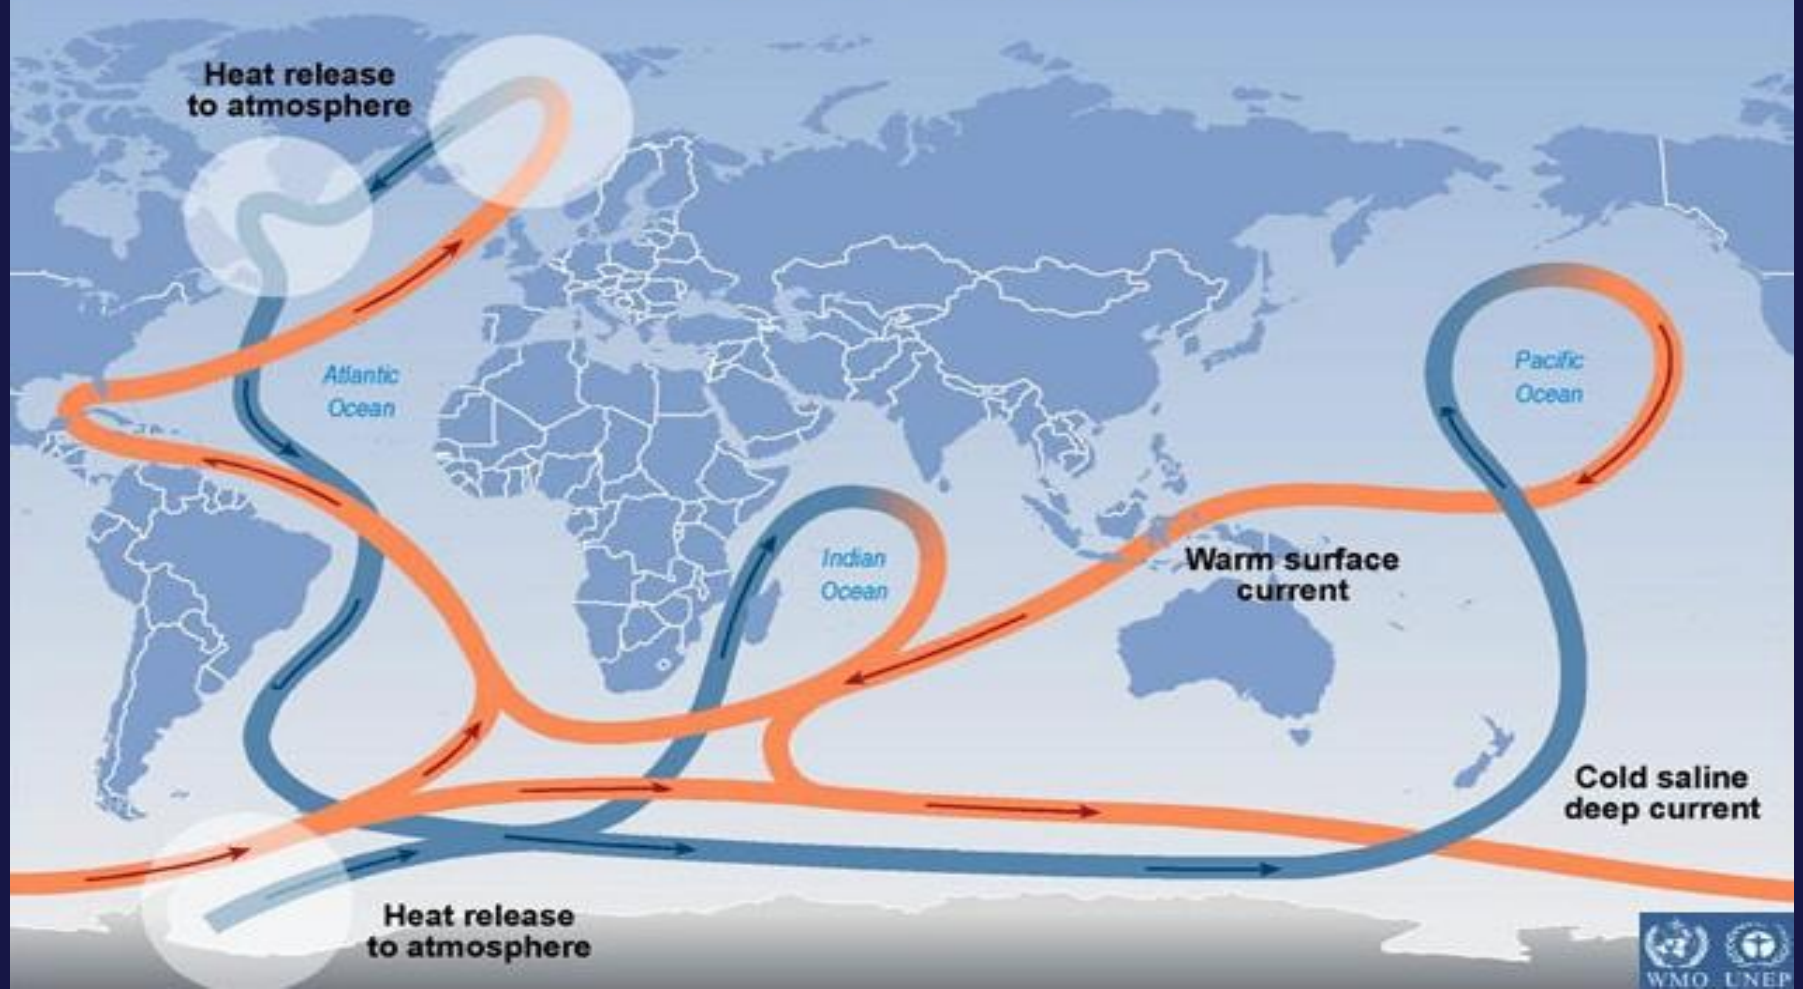 Heat release
to atmosphere
Atlantic
Ocean
Pacific
Ocean
Indian
Ocean
Warm surface
current
Cold saline
deep current
Heat release
to atmosphere
WMO UNEP